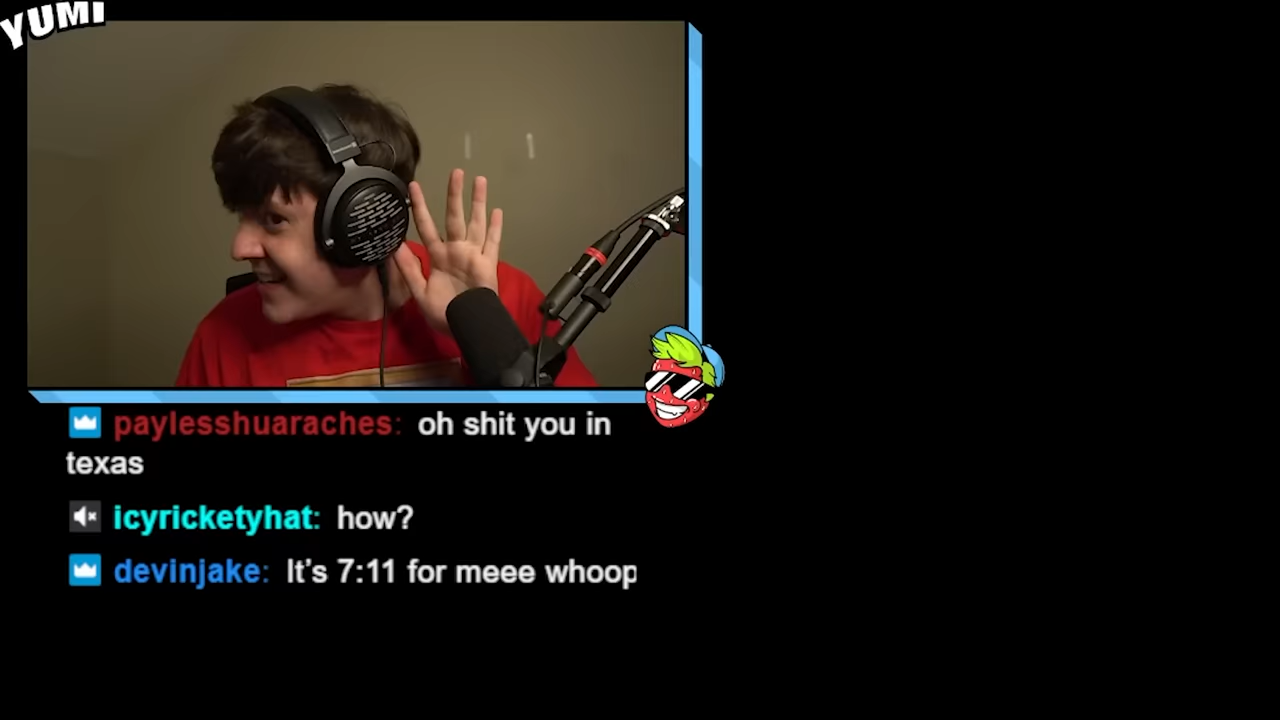 YUMI
paylesshuaraches: oh shit you in
texas
icyricketyhat: how?
devinjake: It's 7:11 for meee whoop